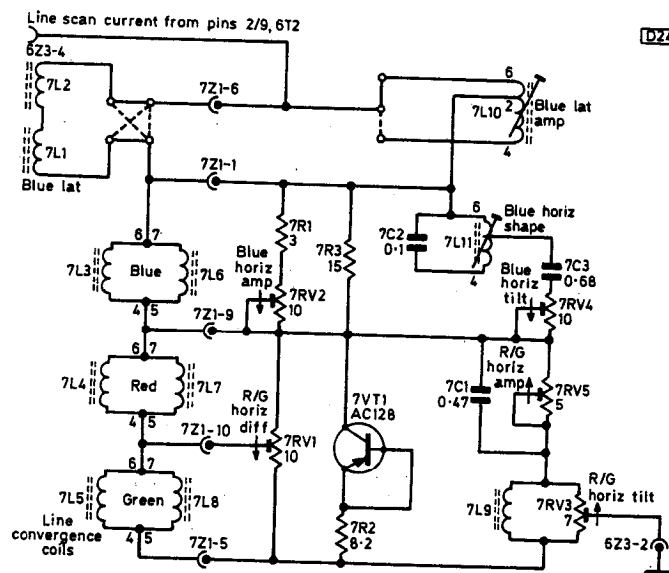 Line scan current from pins 2/9, 6T2
D24
6Z3-4
7L2
7Z1-6
6
2
7L10
Blue lat
amp
4
7L1
Blue lat
7Z1-1
6
Blue horiz
shape
7R1
3
7C2
0·1
7L11
7R3
15
4
7C3
0·68
6 7
7L3
Blue
7L6
Blue
horiz
amp
7RV2
10
Blue
horiz
tilt
7RV4
10
4 5
7Z1-9
6 7
7L4
Red
7L7
R/G
horiz
amp
7C1
0·47
7RV5
5
R/G
horiz
diff
7VT1
AC128
4 5
7Z1-10
7RV1
10
6 7
7L5
Green
7L8
R/G
horiz tilt
7L9
7RV3
7
Line
convergence
coils
4 5
7R2
8·2
6Z3-2
7Z1-5